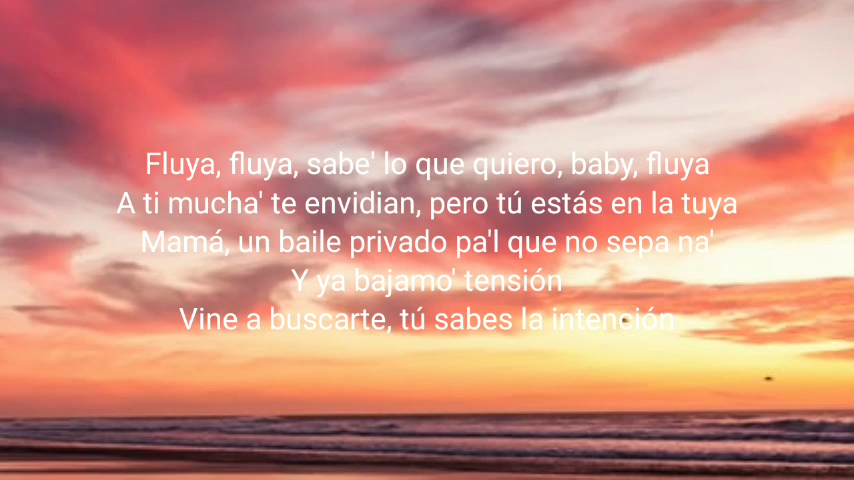 Fluya, fluya, sabe' lo que quiero, baby, fluya
A ti mucha' te envidian, pero tú estás en la tuya
Mamá, un baile privado pa'l que no sepa na'
Y ya bajamo' tensión
Vine a buscarte, tú sabes la intención